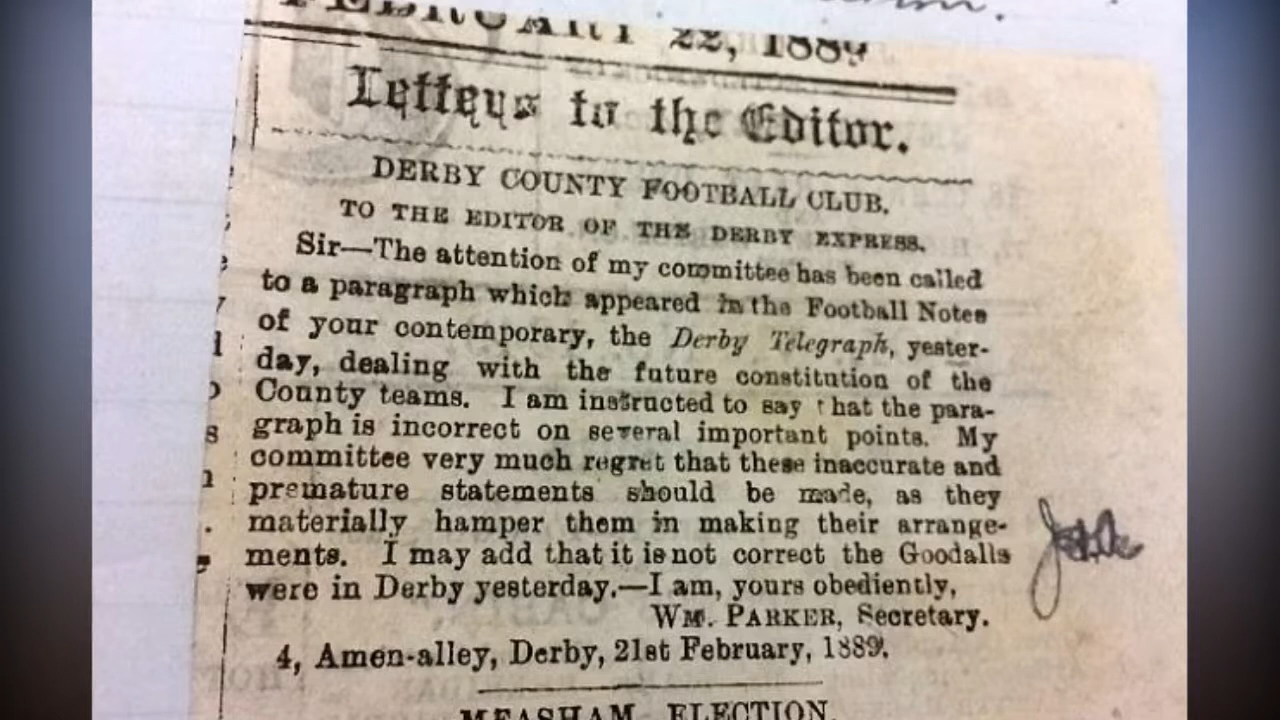 FEBRUARY 22, 1889
Letters to the Editor.
DERBY COUNTY FOOTBALL CLUB.
TO THE EDITOR OF THE DERBY EXPRESS.
Sir—The attention of my committee has been called
to a paragraph which appeared in the Football Notes
of your contemporary, the Derby Telegraph, yester-
day, dealing with the future constitution of the
County teams. I am instructed to say that the para-
graph is incorrect on several important points. My
committee very much regret that these inaccurate and
premature statements should be made, as they
materially hamper them in making their arrange-
ments. I may add that it is not correct the Goodalls
were in Derby yesterday.—I am, yours obediently,
WM. PARKER, Secretary.
4, Amen-alley, Derby, 21st February, 1889.
MEASHAM ELECTION.